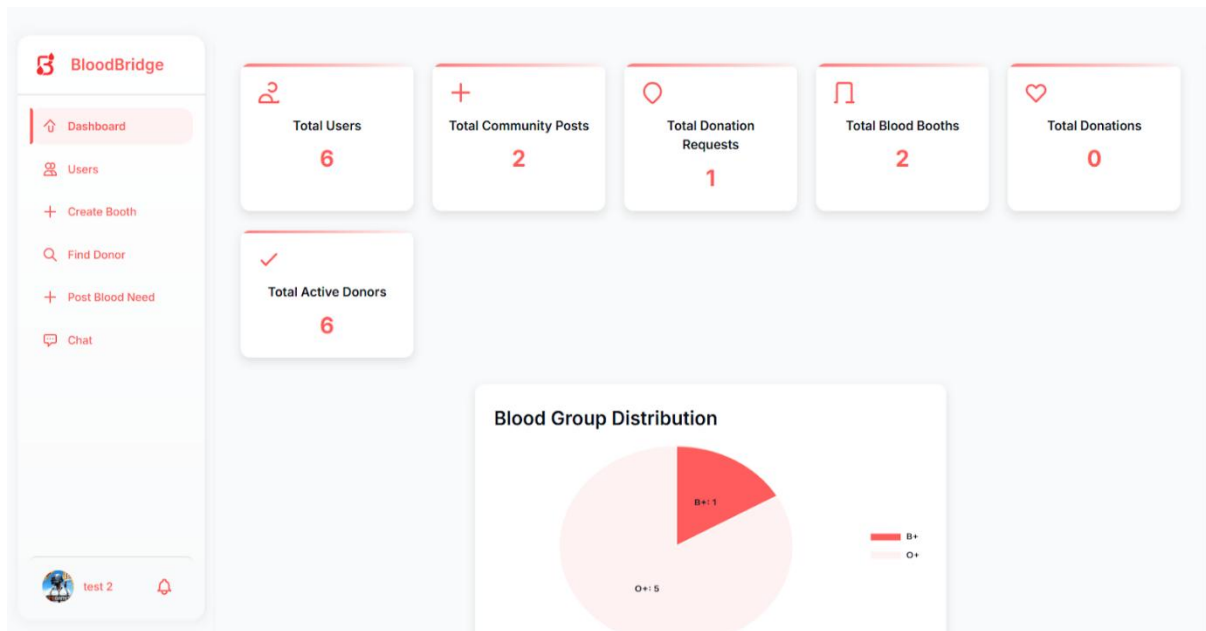 BloodBridge
Dashboard
Users
Create Booth
Find Donor
Post Blood Need
Chat
test 2
Total Users
6
Total Community Posts
2
Total Donation
Requests
1
Total Blood Booths
2
Total Donations
0
Total Active Donors
6
Blood Group Distribution
B+: 1
O+: 5
B+
O+